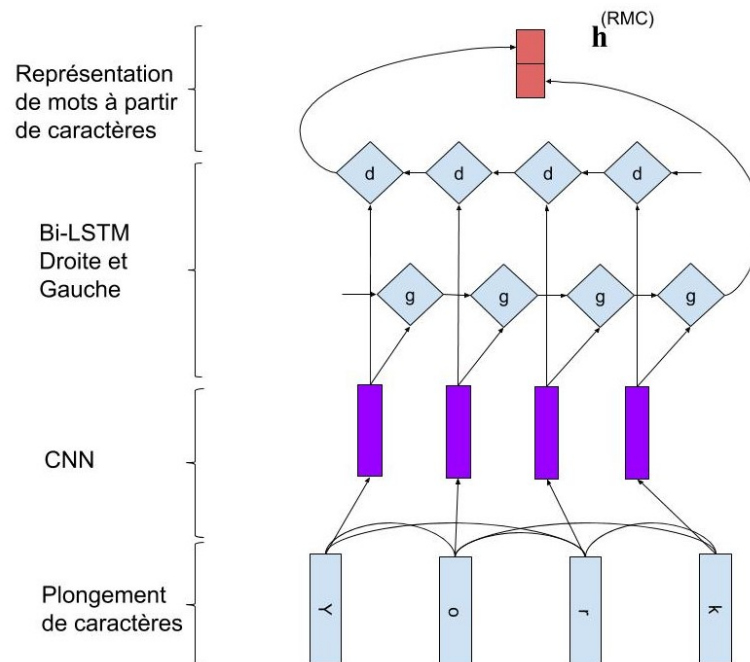 h(RMC)
Représentation
de mots à partir
de caractères
d d d d
Bi-LSTM
Droite et
Gauche
g g g g
CNN
Plongement
de caractères
Y o r k